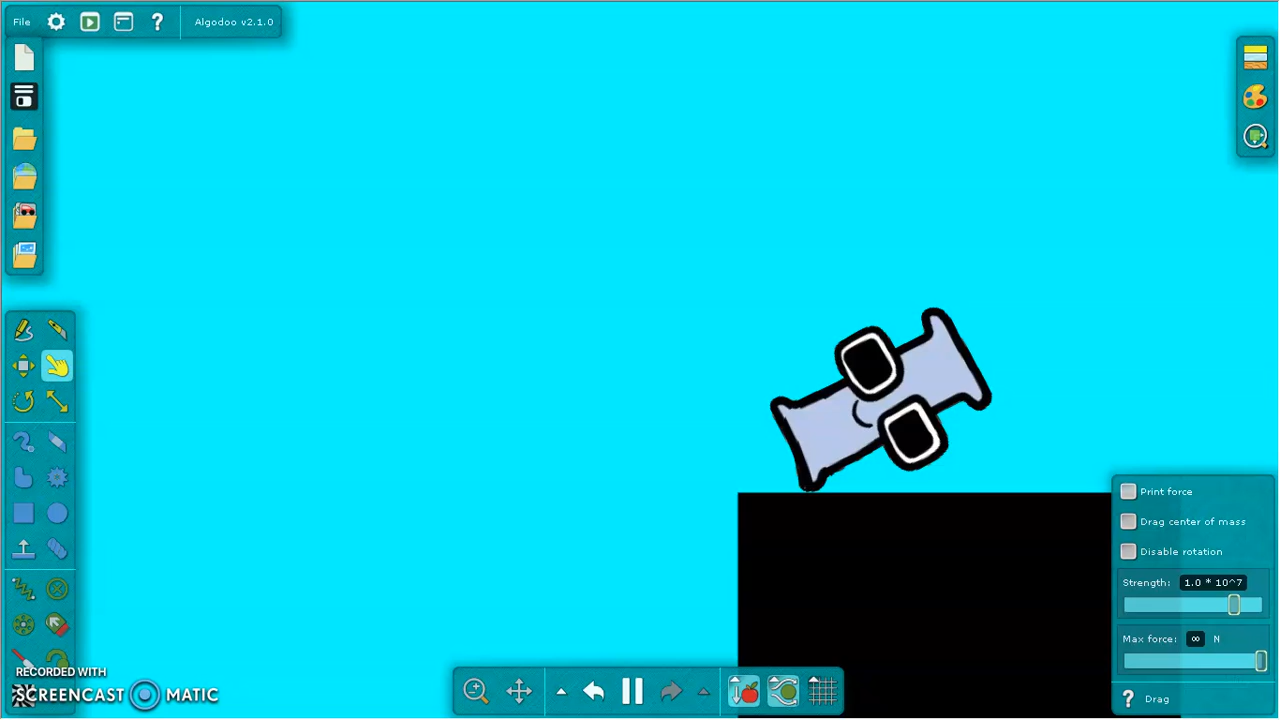 File
Algodoo v2.1.0
Print force
Drag center of mass
Disable rotation
Strength: 1.0 * 10^7
Max force: ∞ N
? Drag
RECORDED WITH
SCREENCAST MATIC